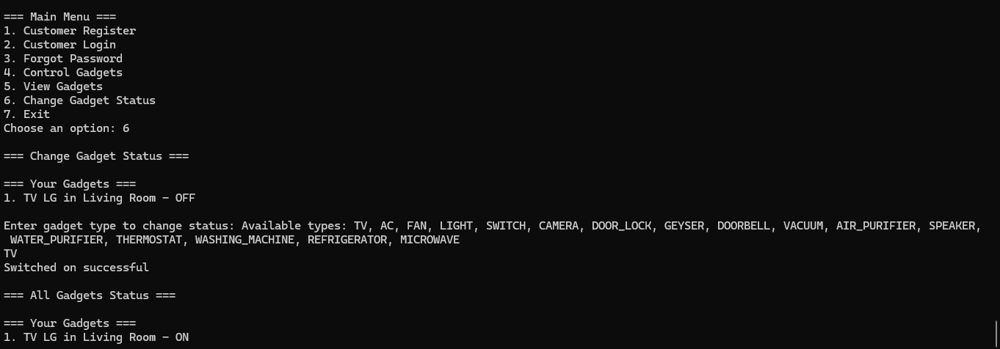 === Main Menu ===
1. Customer Register
2. Customer Login
3. Forgot Password
4. Control Gadgets
5. View Gadgets
6. Change Gadget Status
7. Exit
Choose an option: 6
=== Change Gadget Status ===
=== Your Gadgets ===
1. TV LG in Living Room - OFF
Enter gadget type to change status: Available types: TV, AC, FAN, LIGHT, SWITCH, CAMERA, DOOR_LOCK, GEYSER, DOORBELL, VACUUM, AIR_PURIFIER, SPEAKER,
WATER_PURIFIER, THERMOSTAT, WASHING_MACHINE, REFRIGERATOR, MICROWAVE
TV
Switched on successful
=== All Gadgets Status ===
=== Your Gadgets ===
1. TV LG in Living Room - ON